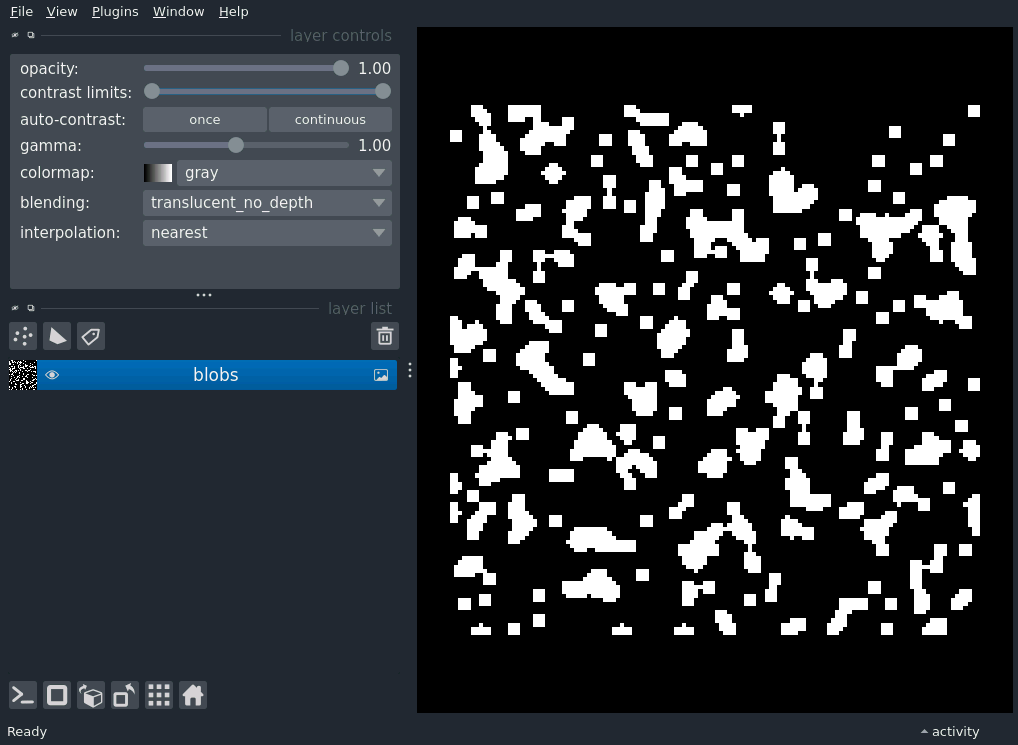 File View Plugins Window Help
layer controls
opacity: 1.00
contrast limits:
auto-contrast: once continuous
gamma: 1.00
colormap: gray
blending: translucent_no_depth
interpolation: nearest
layer list
blobs
Ready activity